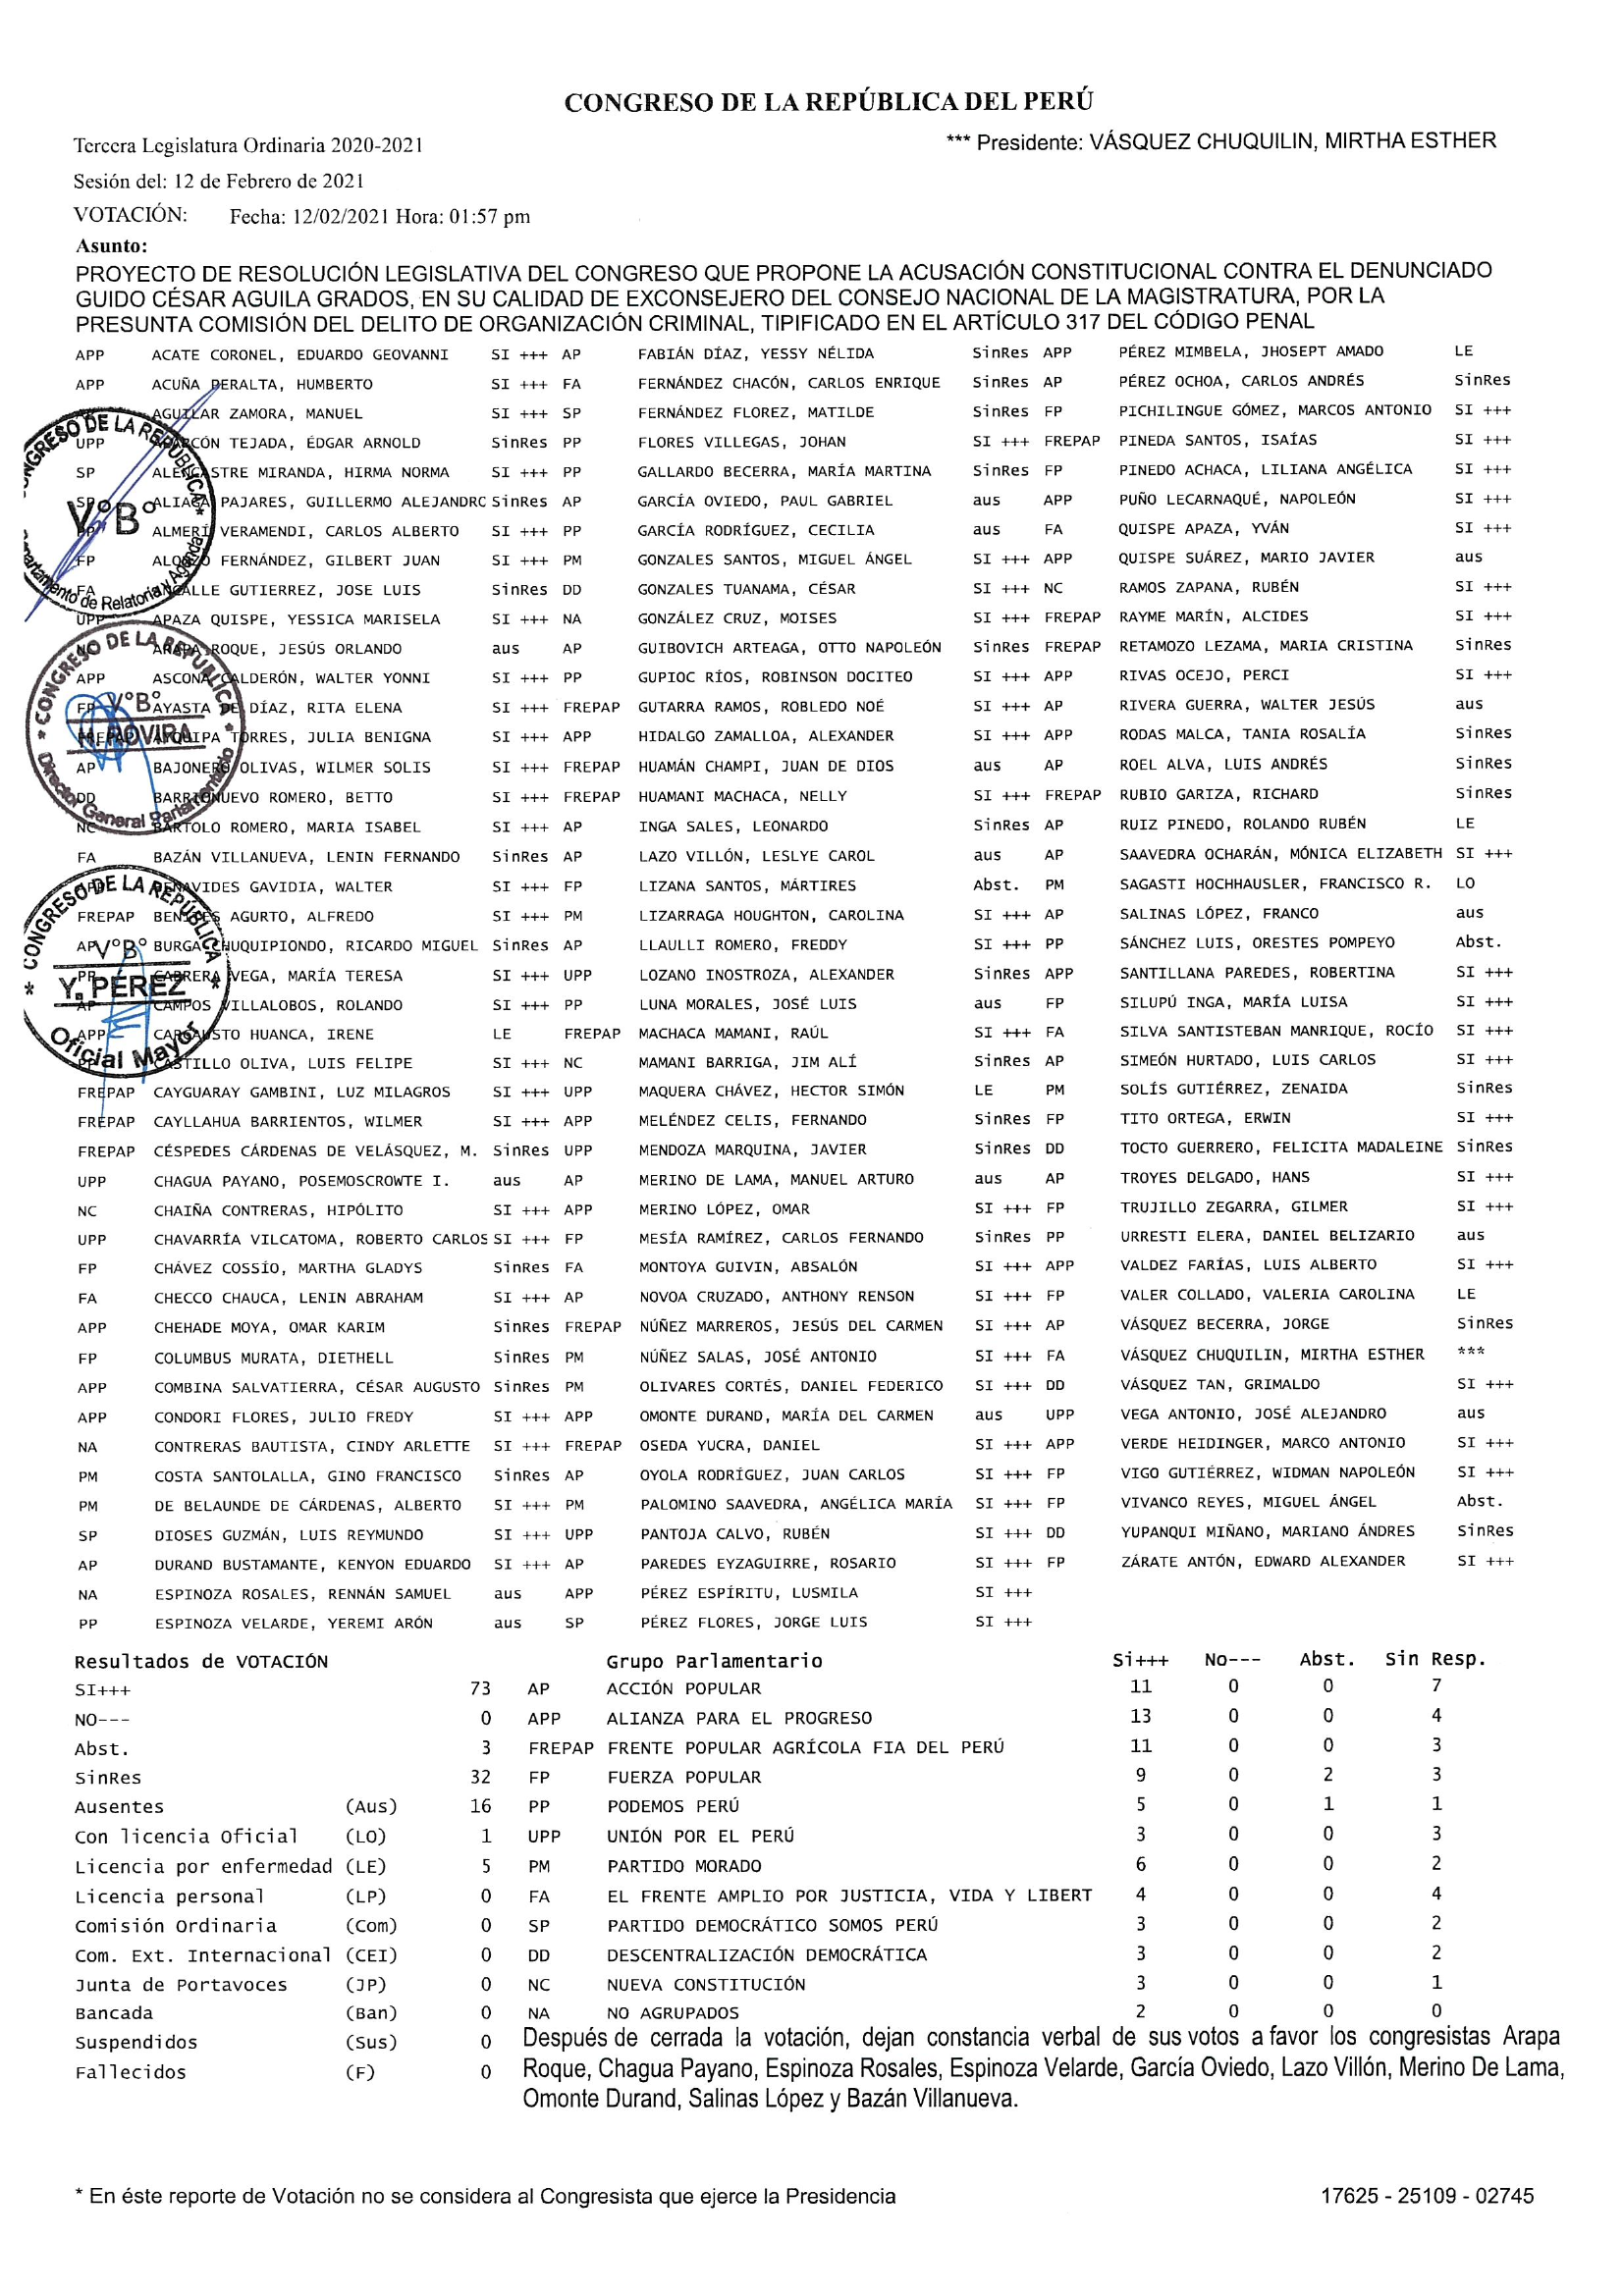 CONGRESO DE LA REPÚBLICA DEL PERÚ
Tercera Legislatura Ordinaria 2020-2021 *** Presidente: VÁSQUEZ CHUQUILIN, MIRTHA ESTHER
Sesión del: 12 de Febrero de 2021
VOTACIÓN: Fecha: 12/02/2021 Hora: 01:57 pm
Asunto:
PROYECTO DE RESOLUCIÓN LEGISLATIVA DEL CONGRESO QUE PROPONE LA ACUSACIÓN CONSTITUCIONAL CONTRA EL DENUNCIADO
GUIDO CÉSAR AGUILA GRADOS, EN SU CALIDAD DE EXCONSEJERO DEL CONSEJO NACIONAL DE LA MAGISTRATURA, POR LA
PRESUNTA COMISIÓN DEL DELITO DE ORGANIZACIÓN CRIMINAL, TIPIFICADO EN EL ARTÍCULO 317 DEL CÓDIGO PENAL
APP ACATE CORONEL, EDUARDO GEOVANNI SI +++ AP FABIÁN DÍAZ, YESSY NÉLIDA SinRes APP PÉREZ MIMBELA, JHOSEPT AMADO LE
APP ACUÑA PERALTA, HUMBERTO SI +++ FA FERNÁNDEZ CHACÓN, CARLOS ENRIQUE SinRes AP PÉREZ OCHOA, CARLOS ANDRÉS SinRes
AGUILAR ZAMORA, MANUEL SI +++ SP FERNÁNDEZ FLOREZ, MATILDE SinRes FP PICHILINGUE GÓMEZ, MARCOS ANTONIO SI +++
UPP ALARCÓN TEJADA, ÉDGAR ARNOLD SinRes PP FLORES VILLEGAS, JOHAN SI +++ FREPAP PINEDA SANTOS, ISAÍAS SI +++
SP ALENCASTRE MIRANDA, HIRMA NORMA SI +++ PP GALLARDO BECERRA, MARÍA MARTINA SinRes FP PINEDO ACHACA, LILIANA ANGÉLICA SI +++
SP ALIAGA PAJARES, GUILLERMO ALEJANDRO SinRes AP GARCÍA OVIEDO, PAUL GABRIEL aus APP PUÑO LECARNAQUÉ, NAPOLEÓN SI +++
PP ALMERÍ VERAMENDI, CARLOS ALBERTO SI +++ PP GARCÍA RODRÍGUEZ, CECILIA aus FA QUISPE APAZA, YVÁN SI +++
FP ALONZO FERNÁNDEZ, GILBERT JUAN SI +++ PM GONZALES SANTOS, MIGUEL ÁNGEL SI +++ APP QUISPE SUÁREZ, MARIO JAVIER aus
FA ANCALLE GUTIERREZ, JOSE LUIS SinRes DD GONZALES TUANAMA, CÉSAR SI +++ NC RAMOS ZAPANA, RUBÉN SI +++
UPP APAZA QUISPE, YESSICA MARISELA SI +++ NA GONZÁLEZ CRUZ, MOISES SI +++ FREPAP RAYME MARÍN, ALCIDES SI +++
NC ARAPA ROQUE, JESÚS ORLANDO aus AP GUIBOVICH ARTEAGA, OTTO NAPOLEÓN SinRes FREPAP RETAMOZO LEZAMA, MARIA CRISTINA SinRes
APP ASCONA CALDERÓN, WALTER YONNI SI +++ PP GUPIOC RÍOS, ROBINSON DOCITEO SI +++ APP RIVAS OCEJO, PERCI SI +++
FP AYASTA DE DÍAZ, RITA ELENA SI +++ FREPAP GUTARRA RAMOS, ROBLEDO NOÉ SI +++ AP RIVERA GUERRA, WALTER JESÚS aus
FREPAP AYQUIPA TORRES, JULIA BENIGNA SI +++ APP HIDALGO ZAMALLOA, ALEXANDER SI +++ APP RODAS MALCA, TANIA ROSALÍA SinRes
AP BAJONERO OLIVAS, WILMER SOLIS SI +++ FREPAP HUAMÁN CHAMPI, JUAN DE DIOS aus AP ROEL ALVA, LUIS ANDRÉS SinRes
DD BARRIONUEVO ROMERO, BETTO SI +++ FREPAP HUAMANI MACHACA, NELLY SI +++ FREPAP RUBIO GARIZA, RICHARD SinRes
NC BARTOLO ROMERO, MARIA ISABEL SI +++ AP INGA SALES, LEONARDO SinRes AP RUIZ PINEDO, ROLANDO RUBÉN LE
FA BAZÁN VILLANUEVA, LENIN FERNANDO SinRes AP LAZO VILLÓN, LESLYE CAROL aus AP SAAVEDRA OCHARÁN, MÓNICA ELIZABETH SI +++
APP BENAVIDES GAVIDIA, WALTER SI +++ FP LIZANA SANTOS, MÁRTIRES Abst. PM SAGASTI HOCHHAUSLER, FRANCISCO R. LO
FREPAP BENITES AGURTO, ALFREDO SI +++ PM LIZARRAGA HOUGHTON, CAROLINA SI +++ AP SALINAS LÓPEZ, FRANCO aus
AP BURGA CHUQUIPIONDO, RICARDO MIGUEL SinRes AP LLAULLI ROMERO, FREDDY SI +++ PP SÁNCHEZ LUIS, ORESTES POMPEYO Abst.
PP CABRERA VEGA, MARÍA TERESA SI +++ UPP LOZANO INOSTROZA, ALEXANDER SinRes APP SANTILLANA PAREDES, ROBERTINA SI +++
AP CAMPOS VILLALOBOS, ROLANDO SI +++ PP LUNA MORALES, JOSÉ LUIS aus FP SILUPÚ INGA, MARÍA LUISA SI +++
APP CARCAUSTO HUANCA, IRENE LE FREPAP MACHACA MAMANI, RAÚL SI +++ FA SILVA SANTISTEBAN MANRIQUE, ROCÍO SI +++
PP CASTILLO OLIVA, LUIS FELIPE SI +++ NC MAMANI BARRIGA, JIM ALÍ SinRes AP SIMEÓN HURTADO, LUIS CARLOS SI +++
FREPAP CAYGUARAY GAMBINI, LUZ MILAGROS SI +++ UPP MAQUERA CHÁVEZ, HECTOR SIMÓN LE PM SOLÍS GUTIÉRREZ, ZENAIDA SinRes
FREPAP CAYLLAHUA BARRIENTOS, WILMER SI +++ APP MELÉNDEZ CELIS, FERNANDO SinRes FP TITO ORTEGA, ERWIN SI +++
FREPAP CÉSPEDES CÁRDENAS DE VELÁSQUEZ, M. SinRes UPP MENDOZA MARQUINA, JAVIER SinRes DD TOCTO GUERRERO, FELICITA MADALEINE SinRes
UPP CHAGUA PAYANO, POSEMOSCROWTE I. aus AP MERINO DE LAMA, MANUEL ARTURO aus AP TROYES DELGADO, HANS SI +++
NC CHAIÑA CONTRERAS, HIPÓLITO SI +++ APP MERINO LÓPEZ, OMAR SI +++ FP TRUJILLO ZEGARRA, GILMER SI +++
UPP CHAVARRÍA VILCATOMA, ROBERTO CARLOS SI +++ FP MESÍA RAMÍREZ, CARLOS FERNANDO SinRes PP URRESTI ELERA, DANIEL BELIZARIO aus
FP CHÁVEZ COSSÍO, MARTHA GLADYS SinRes FA MONTOYA GUIVIN, ABSALÓN SI +++ APP VALDEZ FARÍAS, LUIS ALBERTO SI +++
FA CHECCO CHAUCA, LENIN ABRAHAM SI +++ AP NOVOA CRUZADO, ANTHONY RENSON SI +++ FP VALER COLLADO, VALERIA CAROLINA LE
APP CHEHADE MOYA, OMAR KARIM SinRes FREPAP NÚÑEZ MARREROS, JESÚS DEL CARMEN SI +++ AP VÁSQUEZ BECERRA, JORGE SinRes
FP COLUMBUS MURATA, DIETHELL SinRes PM NÚÑEZ SALAS, JOSÉ ANTONIO SI +++ FA VÁSQUEZ CHUQUILIN, MIRTHA ESTHER ***
APP COMBINA SALVATIERRA, CÉSAR AUGUSTO SinRes PM OLIVARES CORTÉS, DANIEL FEDERICO SI +++ DD VÁSQUEZ TAN, GRIMALDO SI +++
APP CONDORI FLORES, JULIO FREDY SI +++ APP OMONTE DURAND, MARÍA DEL CARMEN aus UPP VEGA ANTONIO, JOSÉ ALEJANDRO aus
NA CONTRERAS BAUTISTA, CINDY ARLETTE SI +++ FREPAP OSEDA YUCRA, DANIEL SI +++ APP VERDE HEIDINGER, MARCO ANTONIO SI +++
PM COSTA SANTOLALLA, GINO FRANCISCO SinRes AP OYOLA RODRÍGUEZ, JUAN CARLOS SI +++ FP VIGO GUTIÉRREZ, WIDMAN NAPOLEÓN SI +++
PM DE BELAUNDE DE CÁRDENAS, ALBERTO SI +++ PM PALOMINO SAAVEDRA, ANGÉLICA MARÍA SI +++ FP VIVANCO REYES, MIGUEL ÁNGEL Abst.
SP DIOSES GUZMÁN, LUIS REYMUNDO SI +++ UPP PANTOJA CALVO, RUBÉN SI +++ DD YUPANQUI MIÑANO, MARIANO ÁNDRES SinRes
AP DURAND BUSTAMANTE, KENYON EDUARDO SI +++ AP PAREDES EYZAGUIRRE, ROSARIO SI +++ FP ZÁRATE ANTÓN, EDWARD ALEXANDER SI +++
NA ESPINOZA ROSALES, RENNÁN SAMUEL aus APP PÉREZ ESPÍRITU, LUSMILA SI +++
PP ESPINOZA VELARDE, YEREMI ARÓN aus SP PÉREZ FLORES, JORGE LUIS SI +++
CONGRESO DE LA REPÚBLICA
V°B°
Departamento de Relatoría y Agenda
CONGRESO DE LA REPÚBLICA
V°B°
ROVIRA
Director General Parlamentario
CONGRESO DE LA REPÚBLICA
V°B°
Y. PÉREZ
Oficial Mayor
Resultados de VOTACIÓN Grupo Parlamentario Si+++ No--- Abst. Sin Resp.
SI+++ 73 AP ACCIÓN POPULAR 11 0 0 7
NO--- 0 APP ALIANZA PARA EL PROGRESO 13 0 0 4
Abst. 3 FREPAP FRENTE POPULAR AGRÍCOLA FIA DEL PERÚ 11 0 0 3
SinRes 32 FP FUERZA POPULAR 9 0 2 3
Ausentes (Aus) 16 PP PODEMOS PERÚ 5 0 1 1
Con licencia Oficial (LO) 1 UPP UNIÓN POR EL PERÚ 3 0 0 3
Licencia por enfermedad (LE) 5 PM PARTIDO MORADO 6 0 0 2
Licencia personal (LP) 0 FA EL FRENTE AMPLIO POR JUSTICIA, VIDA Y LIBERT 4 0 0 4
Comisión Ordinaria (Com) 0 SP PARTIDO DEMOCRÁTICO SOMOS PERÚ 3 0 0 2
Com. Ext. Internacional (CEI) 0 DD DESCENTRALIZACIÓN DEMOCRÁTICA 3 0 0 2
Junta de Portavoces (JP) 0 NC NUEVA CONSTITUCIÓN 3 0 0 1
Bancada (Ban) 0 NA NO AGRUPADOS 2 0 0 0
Suspendidos (Sus) 0
Fallecidos (F) 0
Después de cerrada la votación, dejan constancia verbal de sus votos a favor los congresistas Arapa
Roque, Chagua Payano, Espinoza Rosales, Espinoza Velarde, García Oviedo, Lazo Villón, Merino De Lama,
Omonte Durand, Salinas López y Bazán Villanueva.
* En éste reporte de Votación no se considera al Congresista que ejerce la Presidencia 17625 - 25109 - 02745